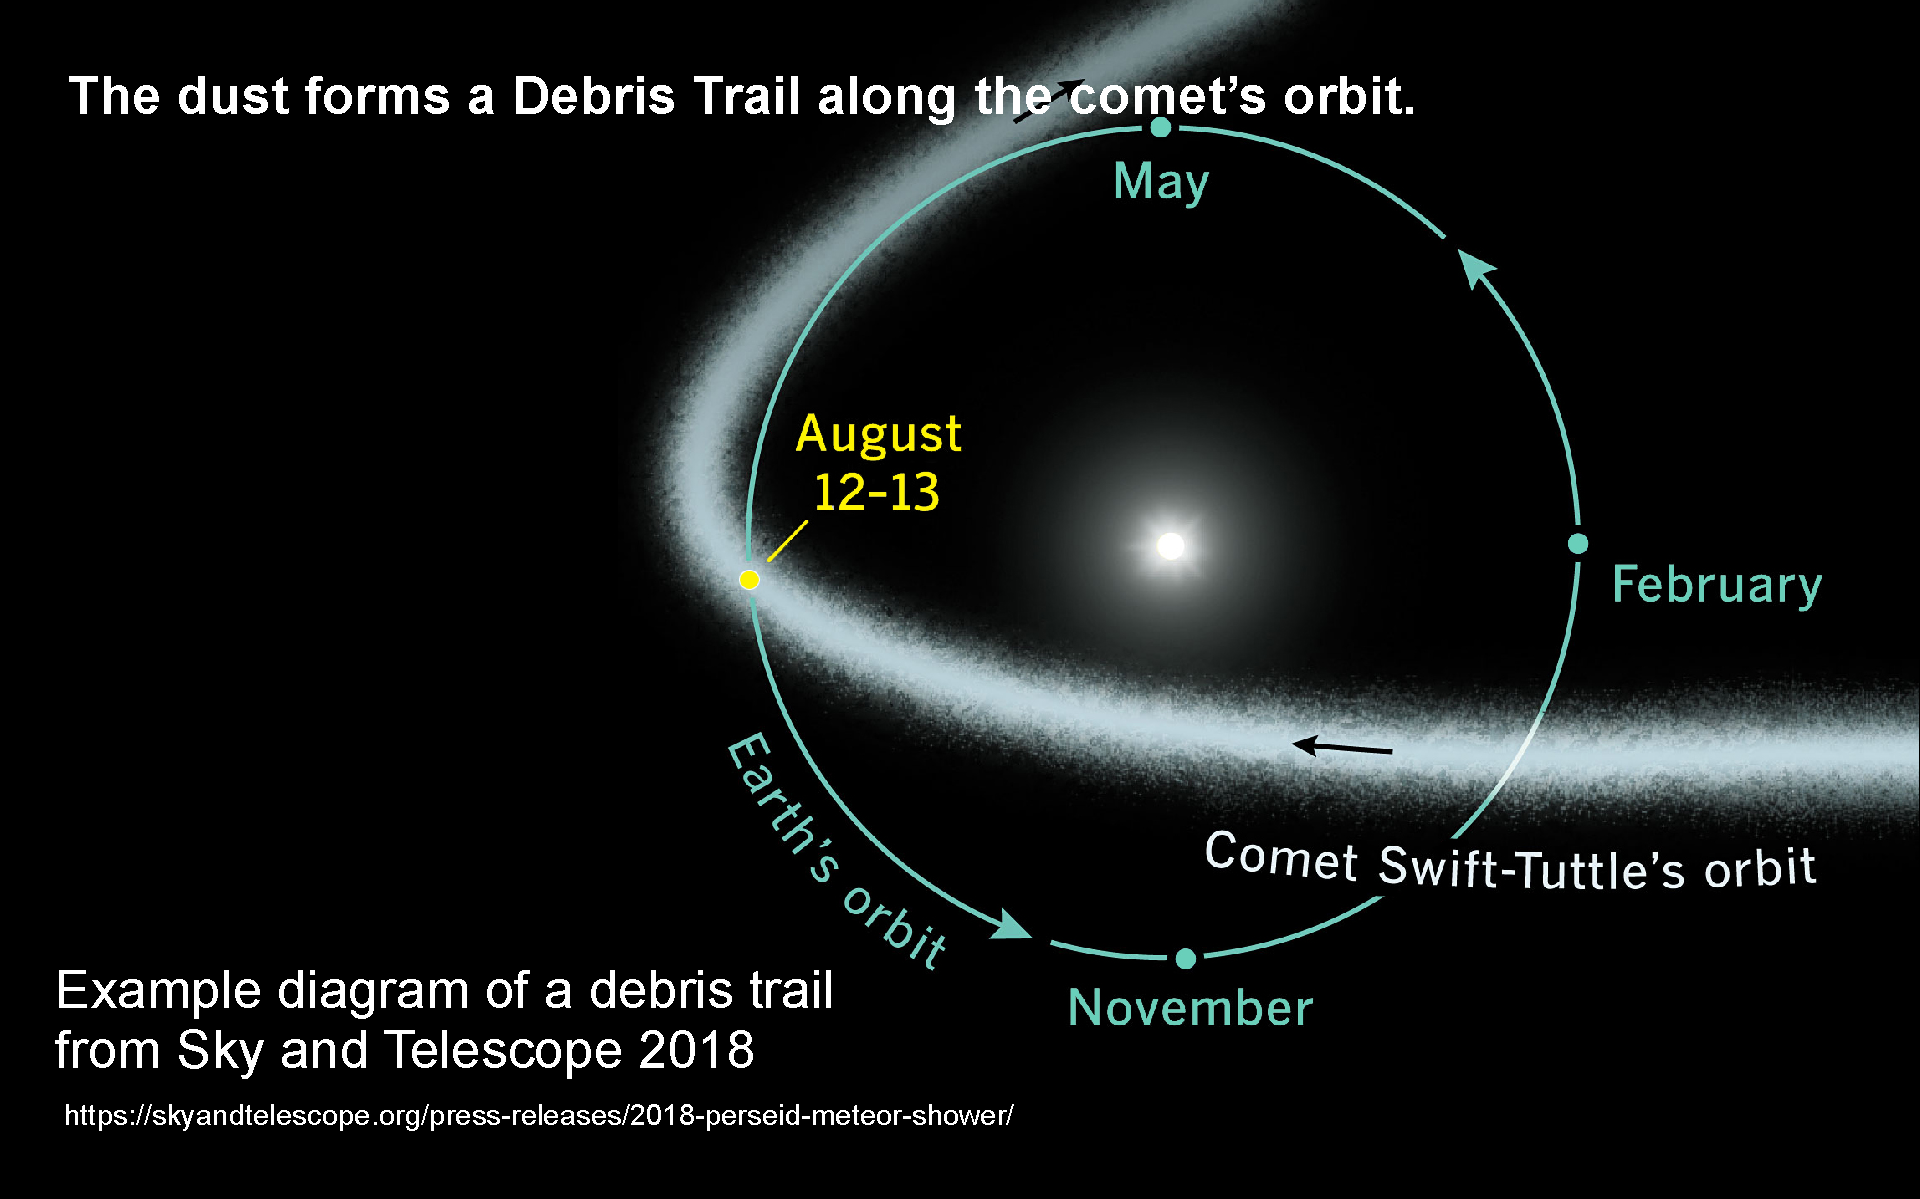 The dust forms a Debris Trail along the comet’s orbit.
May
August
12–13
February
Earth’s orbit
Comet Swift-Tuttle’s orbit
November
Example diagram of a debris trail
from Sky and Telescope 2018
https://skyandtelescope.org/press-releases/2018-perseid-meteor-shower/